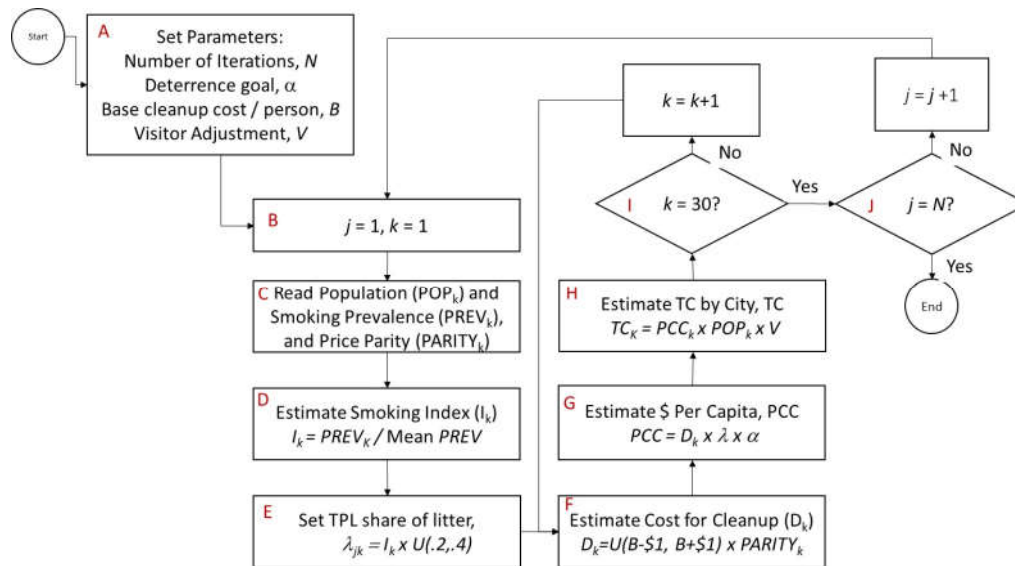 Start
A
Set Parameters:
Number of Iterations, N
Deterrence goal, α
Base cleanup cost / person, B
Visitor Adjustment, V
B
j = 1, k = 1
C
Read Population (POPk) and
Smoking Prevalence (PREVk),
and Price Parity (PARITYk)
D
Estimate Smoking Index (Ik)
Ik = PREVK / Mean PREV
E
Set TPL share of litter,
λjk = Ik x U(.2,.4)
F
Estimate Cost for Cleanup (Dk)
Dk=U(B-$1, B+$1) x PARITYk
G
Estimate $ Per Capita, PCC
PCC = Dk x λ x α
H
Estimate TC by City, TC
TCK = PCCk x POPk x V
I
k = 30?
No
k = k+1
Yes
J
j = N?
No
j = j +1
Yes
End